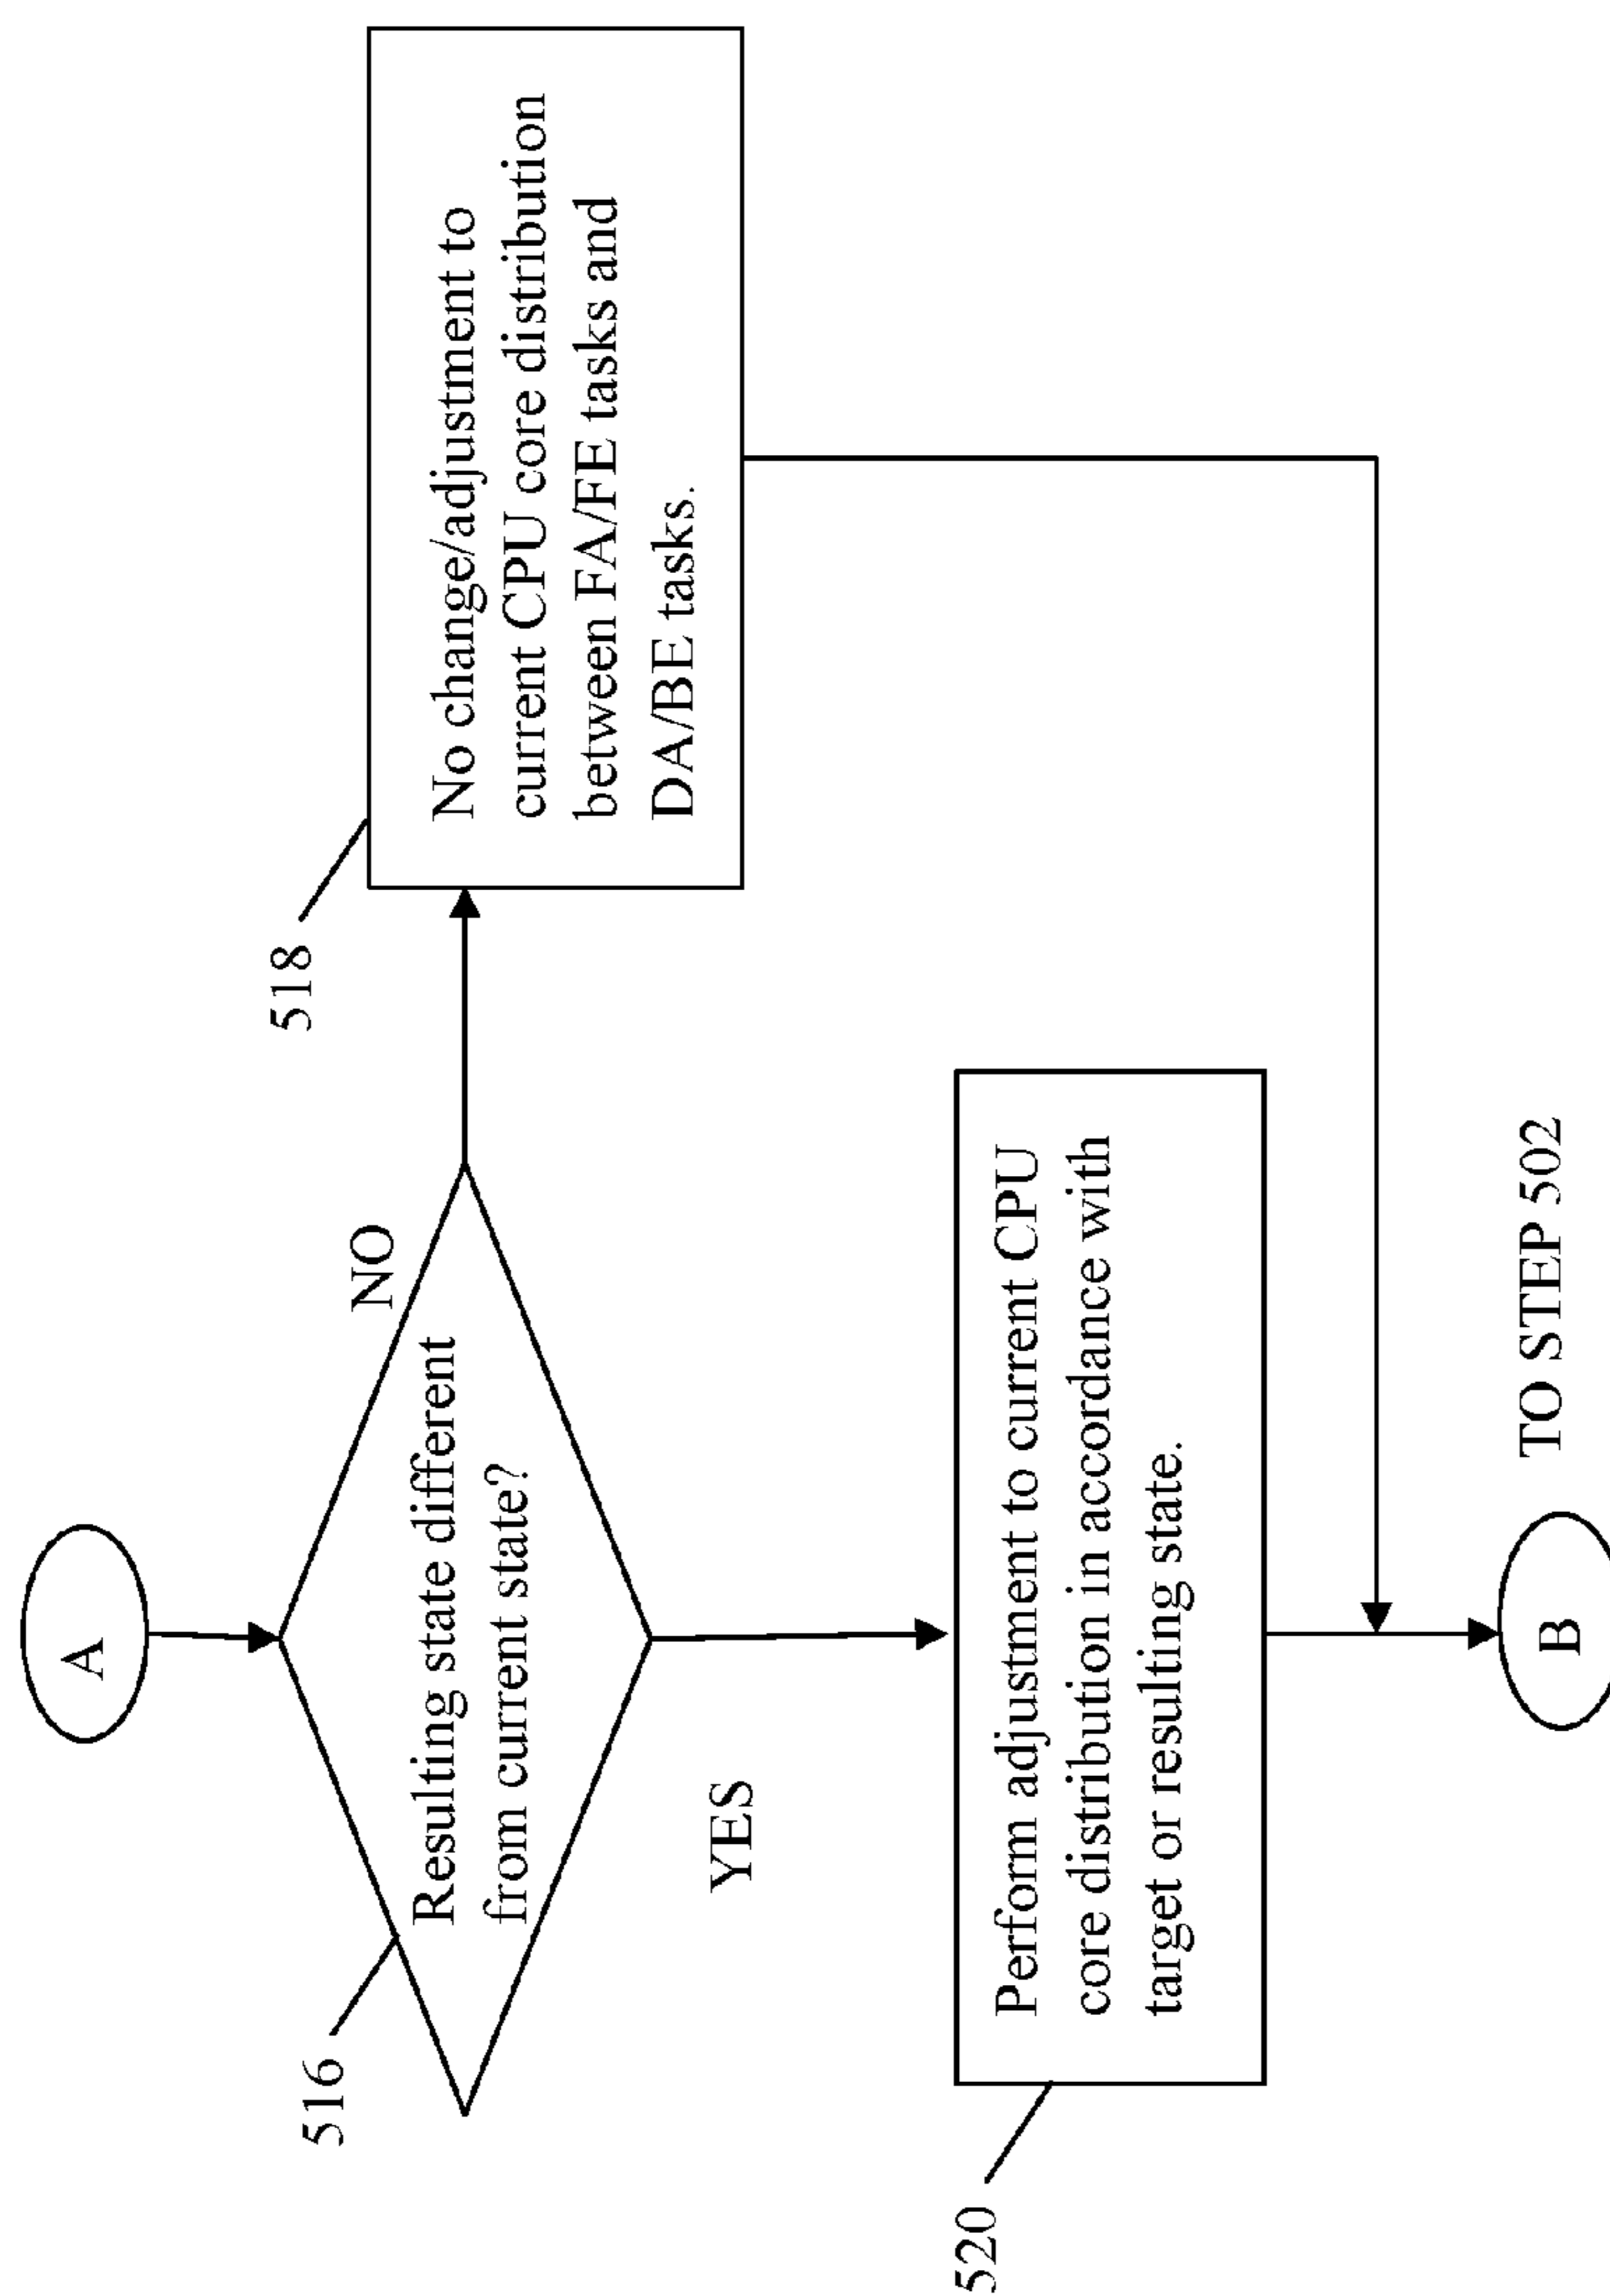 A
516
Resulting state different
from current state?
NO
YES
518
No change/adjustment to
current CPU core distribution
between FA/FE tasks and
DA/BE tasks.
520
Perform adjustment to current CPU
core distribution in accordance with
target or resulting state.
B
TO STEP 502